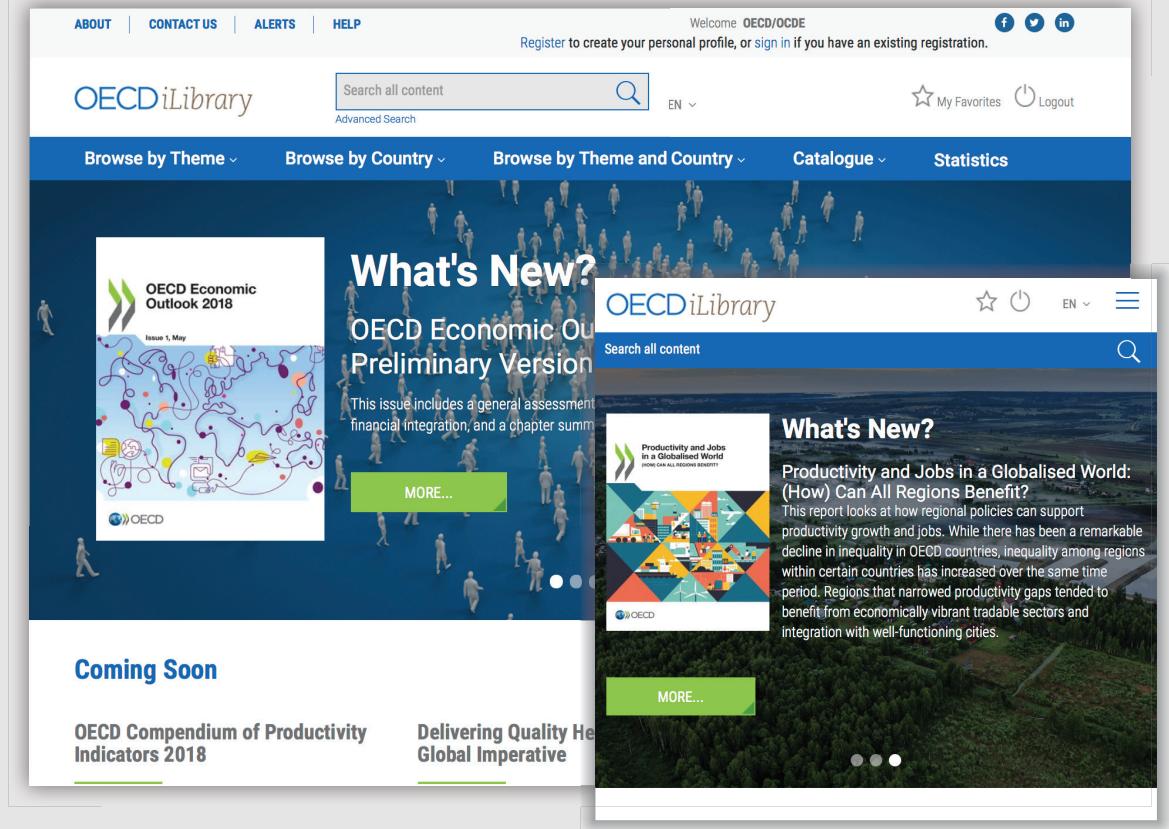 ABOUT CONTACT US ALERTS HELP
Welcome OECD/OCDE
Register to create your personal profile, or sign in if you have an existing registration.
OECD iLibrary
Search all content
Advanced Search
EN
My Favorites Logout
Browse by Theme Browse by Country Browse by Theme and Country Catalogue Statistics
OECD Economic
Outlook 2018
Issue 1, May
OECD
What's New?
OECD Economic Ou
Preliminary Version
This issue includes a general assessment
financial integration, and a chapter summ
MORE...
Coming Soon
OECD Compendium of Productivity
Indicators 2018
Delivering Quality He
Global Imperative
OECD iLibrary
EN
Search all content
Productivity and Jobs
in a Globalised World
(HOW) CAN ALL REGIONS BENEFIT?
OECD
What's New?
Productivity and Jobs in a Globalised World:
(How) Can All Regions Benefit?
This report looks at how regional policies can support
productivity growth and jobs. While there has been a remarkable
decline in inequality in OECD countries, inequality among regions
within certain countries has increased over the same time
period. Regions that narrowed productivity gaps tended to
benefit from economically vibrant tradable sectors and
integration with well-functioning cities.
MORE...